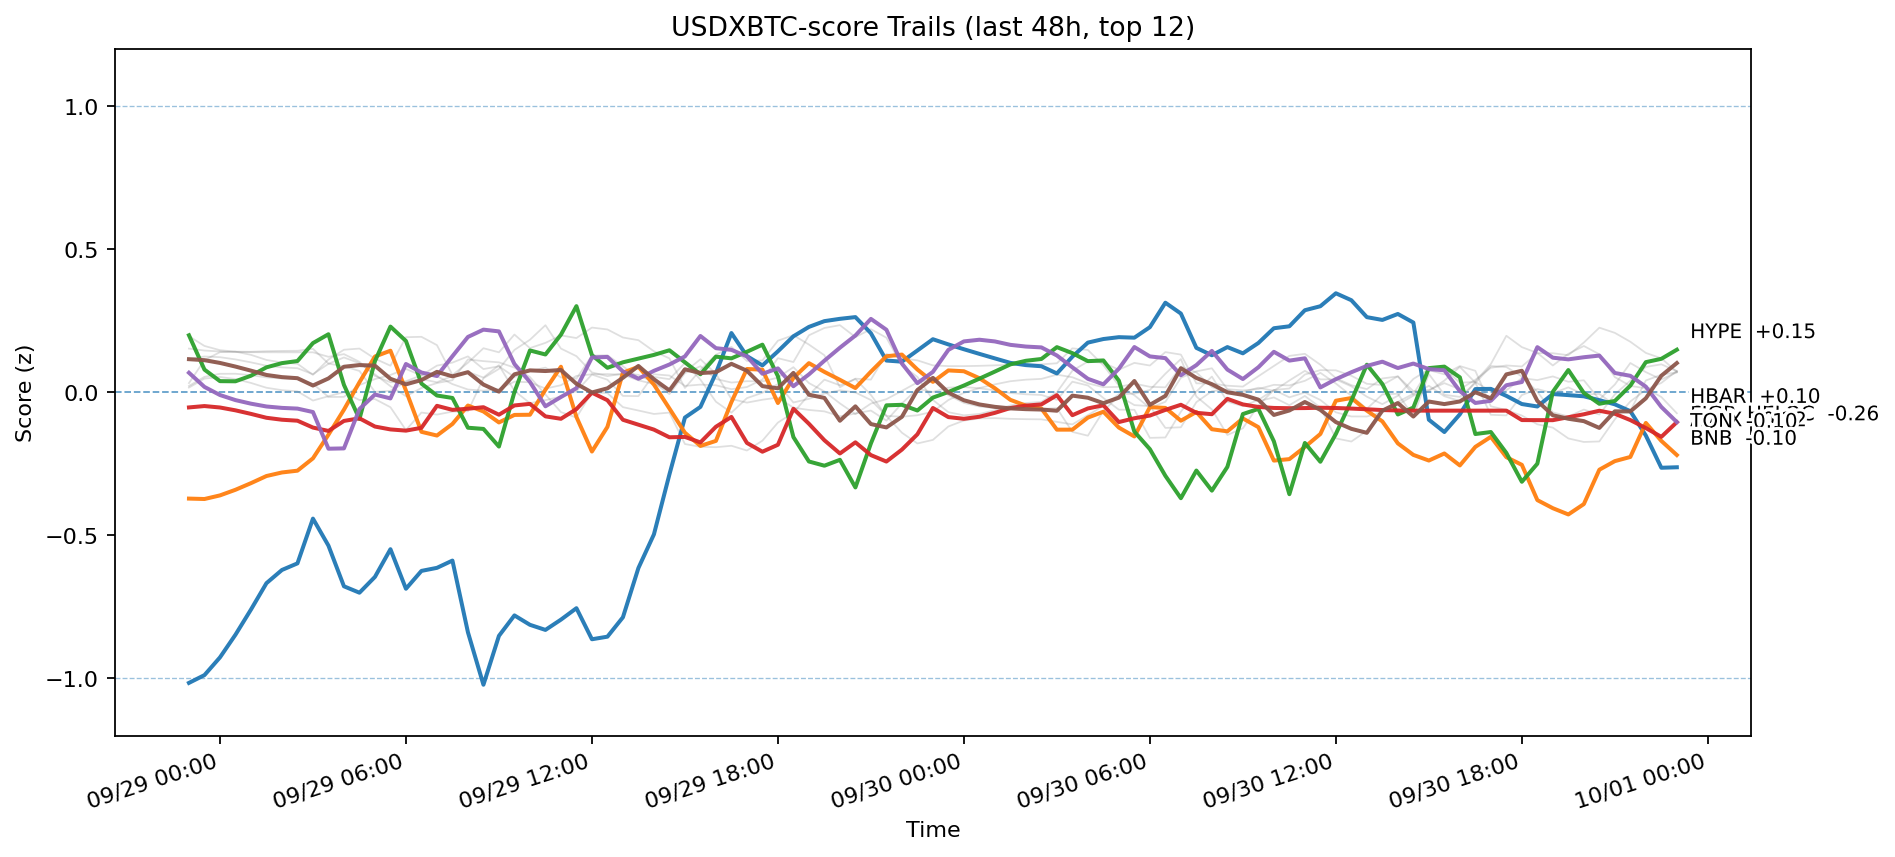 USDXBTC-score Trails (last 48h, top 12)
Score (z)
1.0
0.5
0.0
−0.5
−1.0
HYPE +0.15
HBAR +0.10
-0.26
TON
BNB -0.10
09/29 00:00
09/29 06:00
09/29 12:00
09/29 18:00
09/30 00:00
09/30 06:00
09/30 12:00
09/30 18:00
10/01 00:00
Time